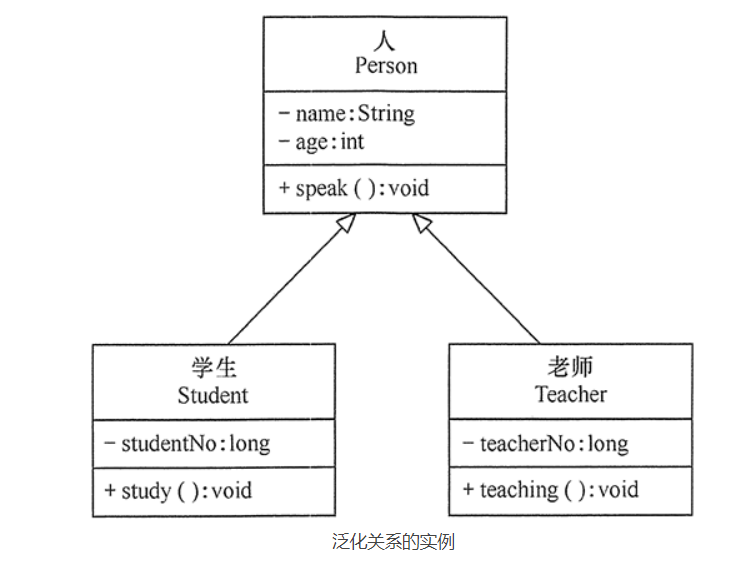 人
Person
- name:String
- age:int
+ speak ( ):void
学生
Student
- studentNo:long
+ study ( ):void
老师
Teacher
- teacherNo:long
+ teaching ( ):void
泛化关系的实例